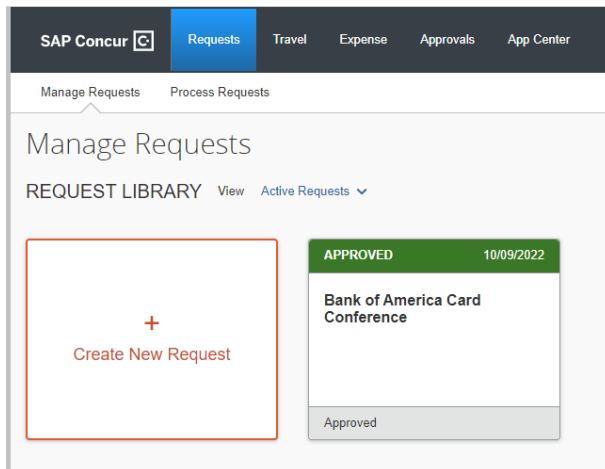 SAP Concur C Requests Travel Expense Approvals App Center
Manage Requests Process Requests
Manage Requests
REQUEST LIBRARY View Active Requests
APPROVED 10/09/2022
Bank of America Card
Conference
+
Create New Request
Approved